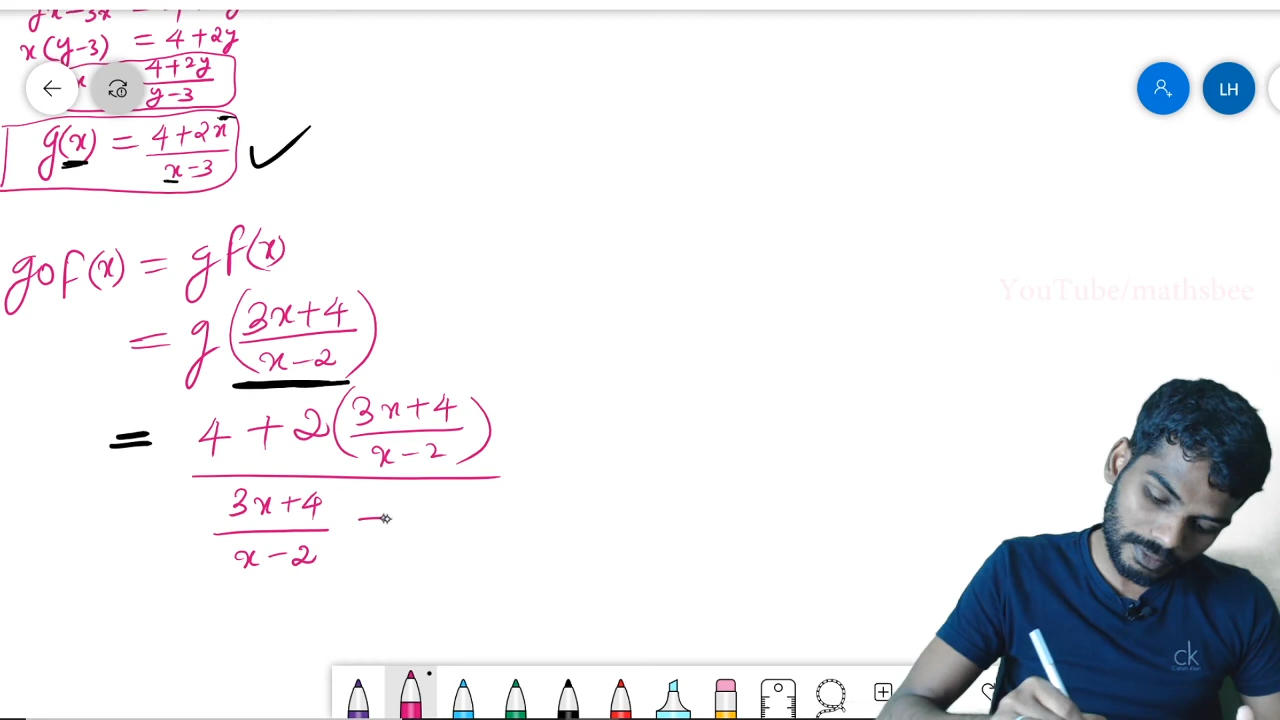 x(y-3) = 4+2y
x 4+2y / y-3
g(x) = 4+2x / x-3
gof(x) = gf(x)
= g(3x+4 / x-2)
= 4 + 2(3x+4 / x-2)
3x+4 / x-2 -
LH
YouTube/mathsbee
ck